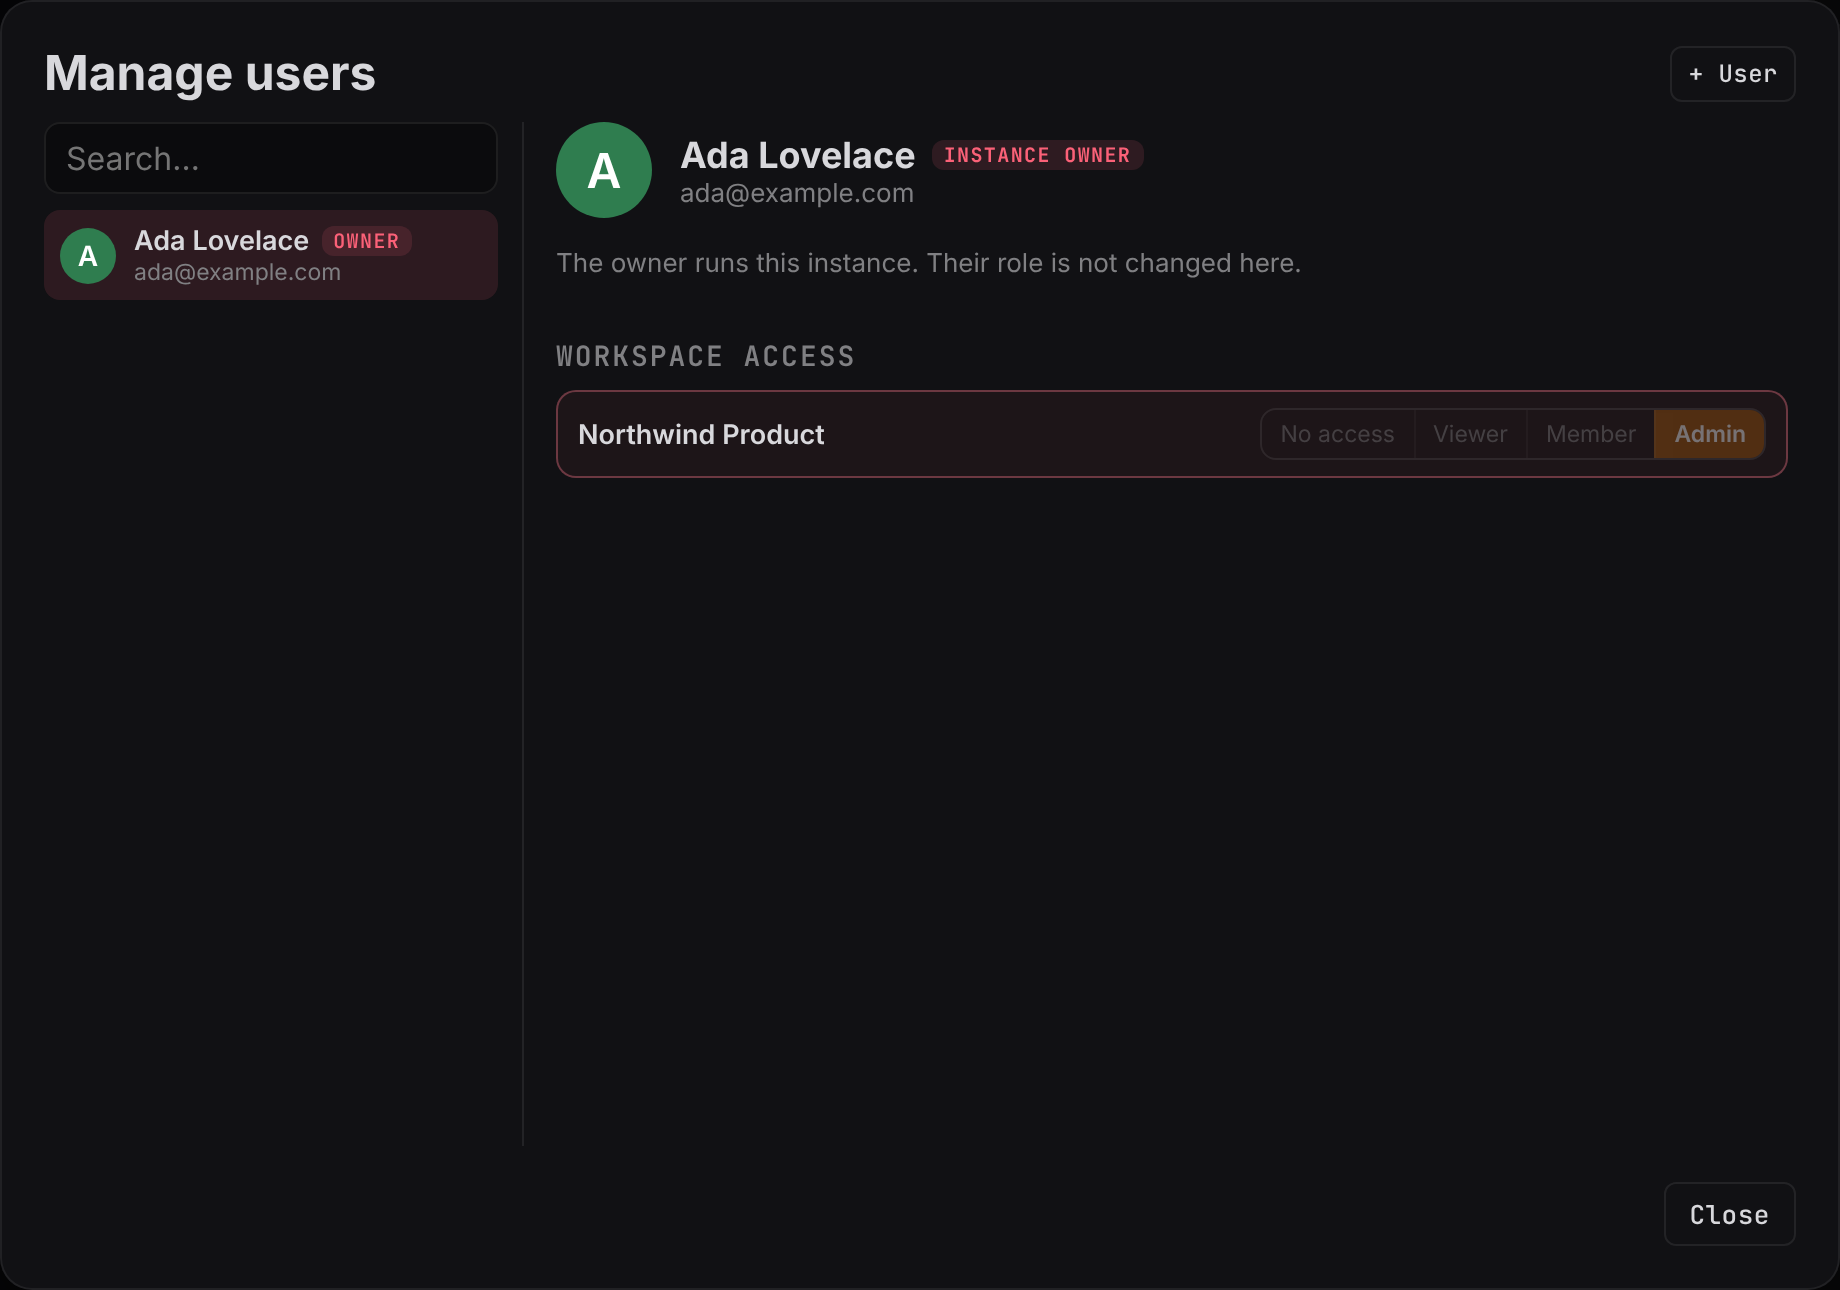 Manage users
+ User
Search...
A
Ada Lovelace OWNER
ada@example.com
A
Ada Lovelace INSTANCE OWNER
ada@example.com
The owner runs this instance. Their role is not changed here.
WORKSPACE ACCESS
Northwind Product No access Viewer Member Admin
Close